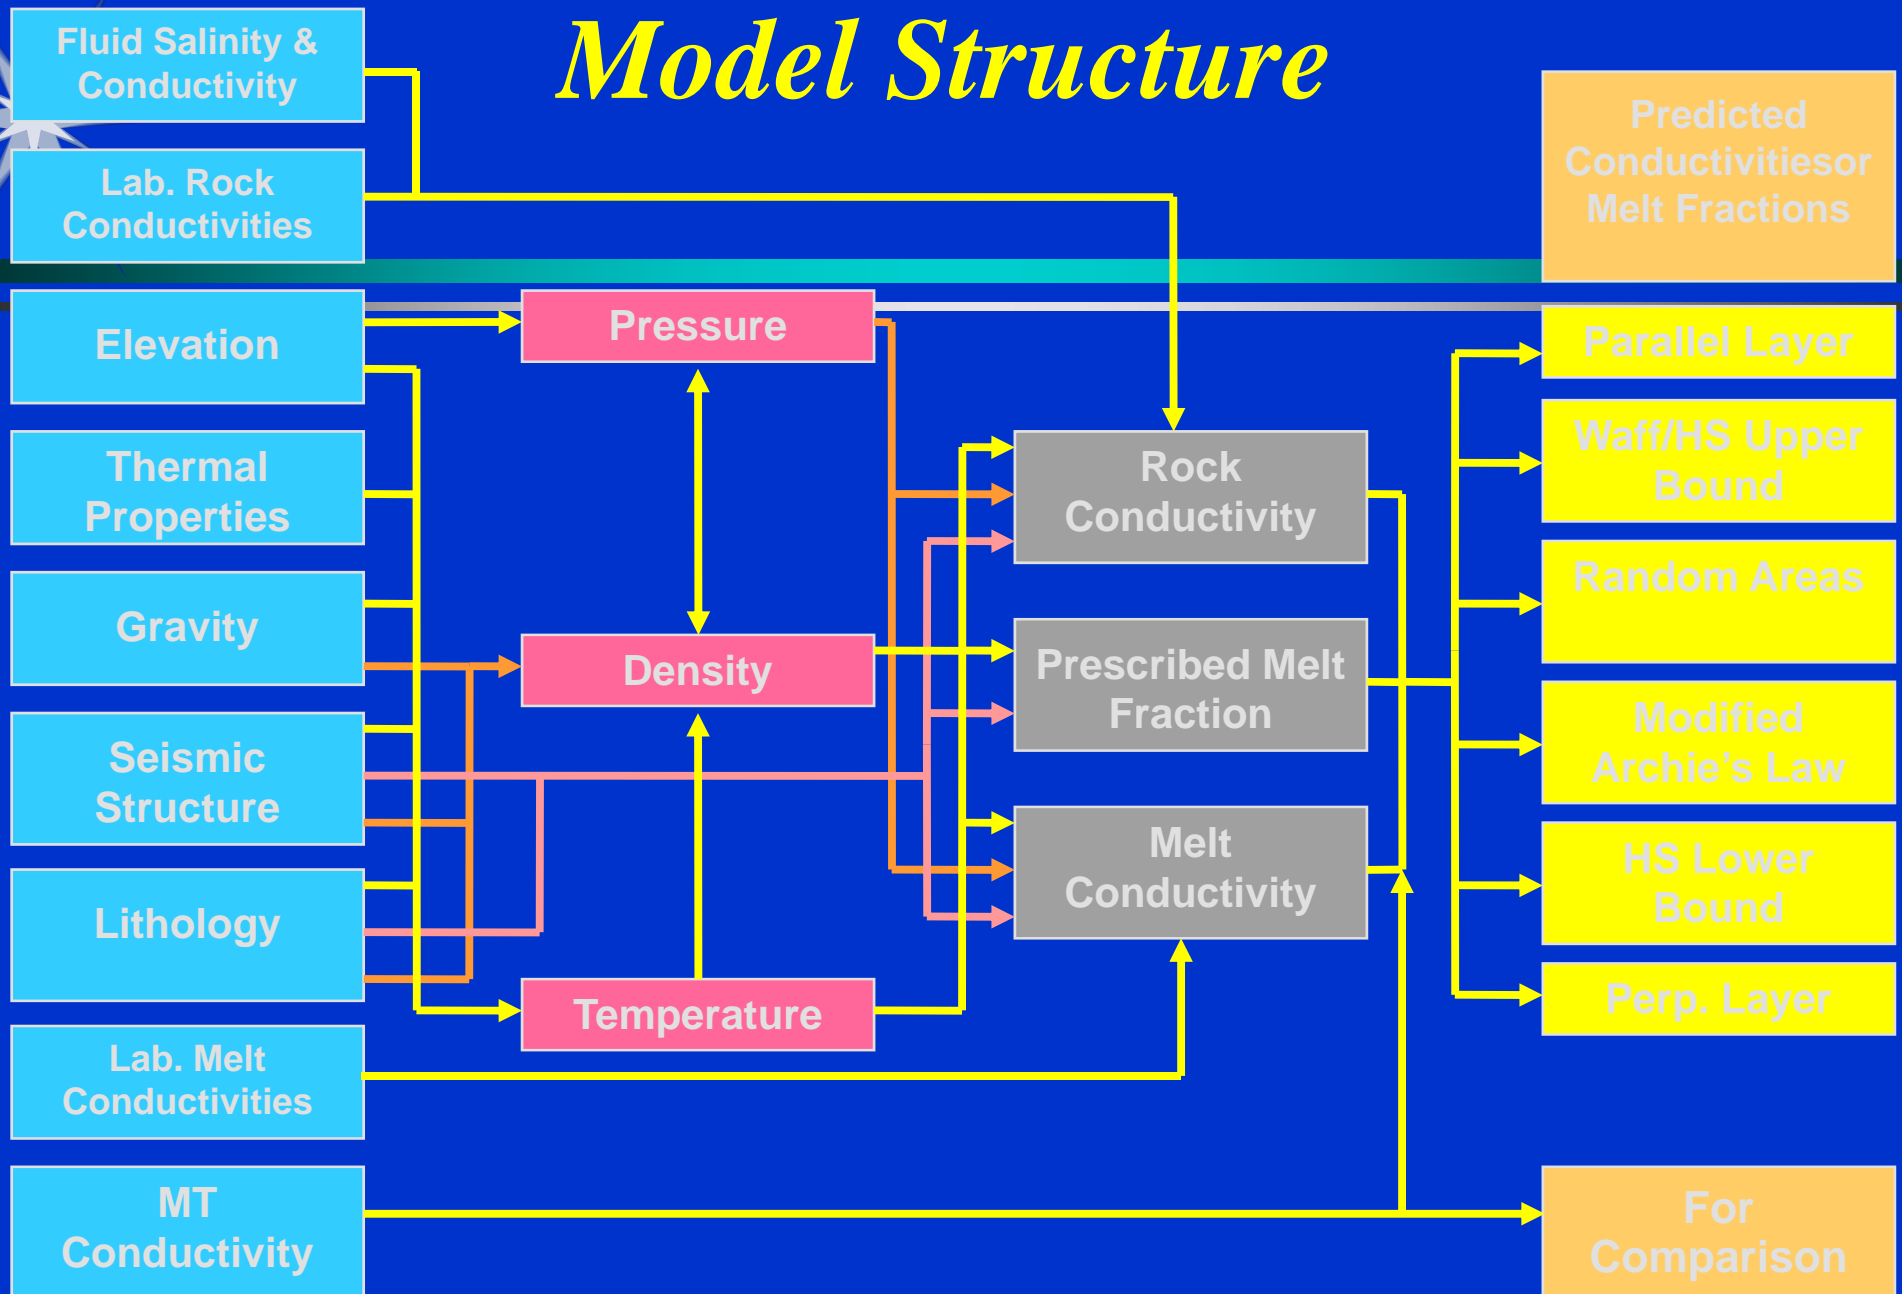 Model Structure
Fluid Salinity &
Conductivity
Lab. Rock
Conductivities
Elevation
Thermal
Properties
Gravity
Seismic
Structure
Lithology
Lab. Melt
Conductivities
MT
Conductivity
Pressure
Density
Temperature
Rock
Conductivity
Prescribed Melt
Fraction
Melt
Conductivity
Predicted
Conductivitiesor
Melt Fractions
Parallel Layer
Waff/HS Upper
Bound
Random Areas
Modified
Archie’s Law
HS Lower
Bound
Perp. Layer
For
Comparison